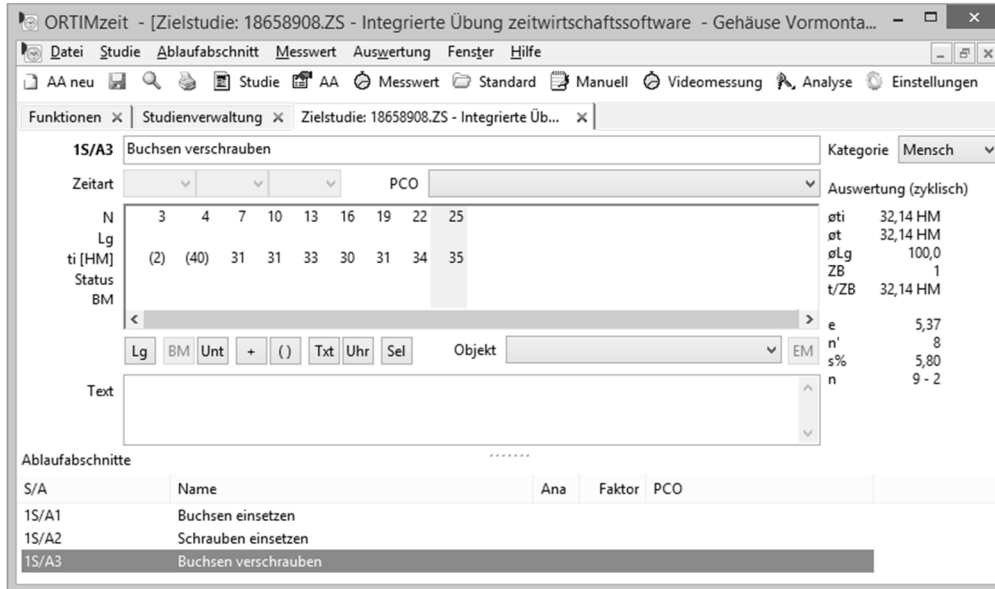 ORTIMzeit - [Zielstudie: 18658908.ZS - Integrierte Übung zeitwirtschaftssoftware - Gehäuse Vormonta...
Datei Studie Ablaufabschnitt Messwert Auswertung Fenster Hilfe
AA neu Studie AA Messwert Standard Manuell Videomessung Analyse Einstellungen
Funktionen Studienverwaltung Zielstudie: 18658908.ZS - Integrierte Üb...
1S/A3 Buchsen verschrauben Kategorie Mensch
Zeitart PCO Auswertung (zyklisch)
N 3 4 7 10 13 16 19 22 25 øti 32,14 HM
Lg øt 32,14 HM
ti [HM] (2) (40) 31 31 33 30 31 34 35 øLg 100,0
Status ZB 1
BM t/ZB 32,14 HM
e 5,37
Lg BM Unt + ( ) Txt Uhr Sel Objekt EM n' 8
s% 5,80
Text n 9 - 2
Ablaufabschnitte
S/A Name Ana Faktor PCO
1S/A1 Buchsen einsetzen
1S/A2 Schrauben einsetzen
1S/A3 Buchsen verschrauben